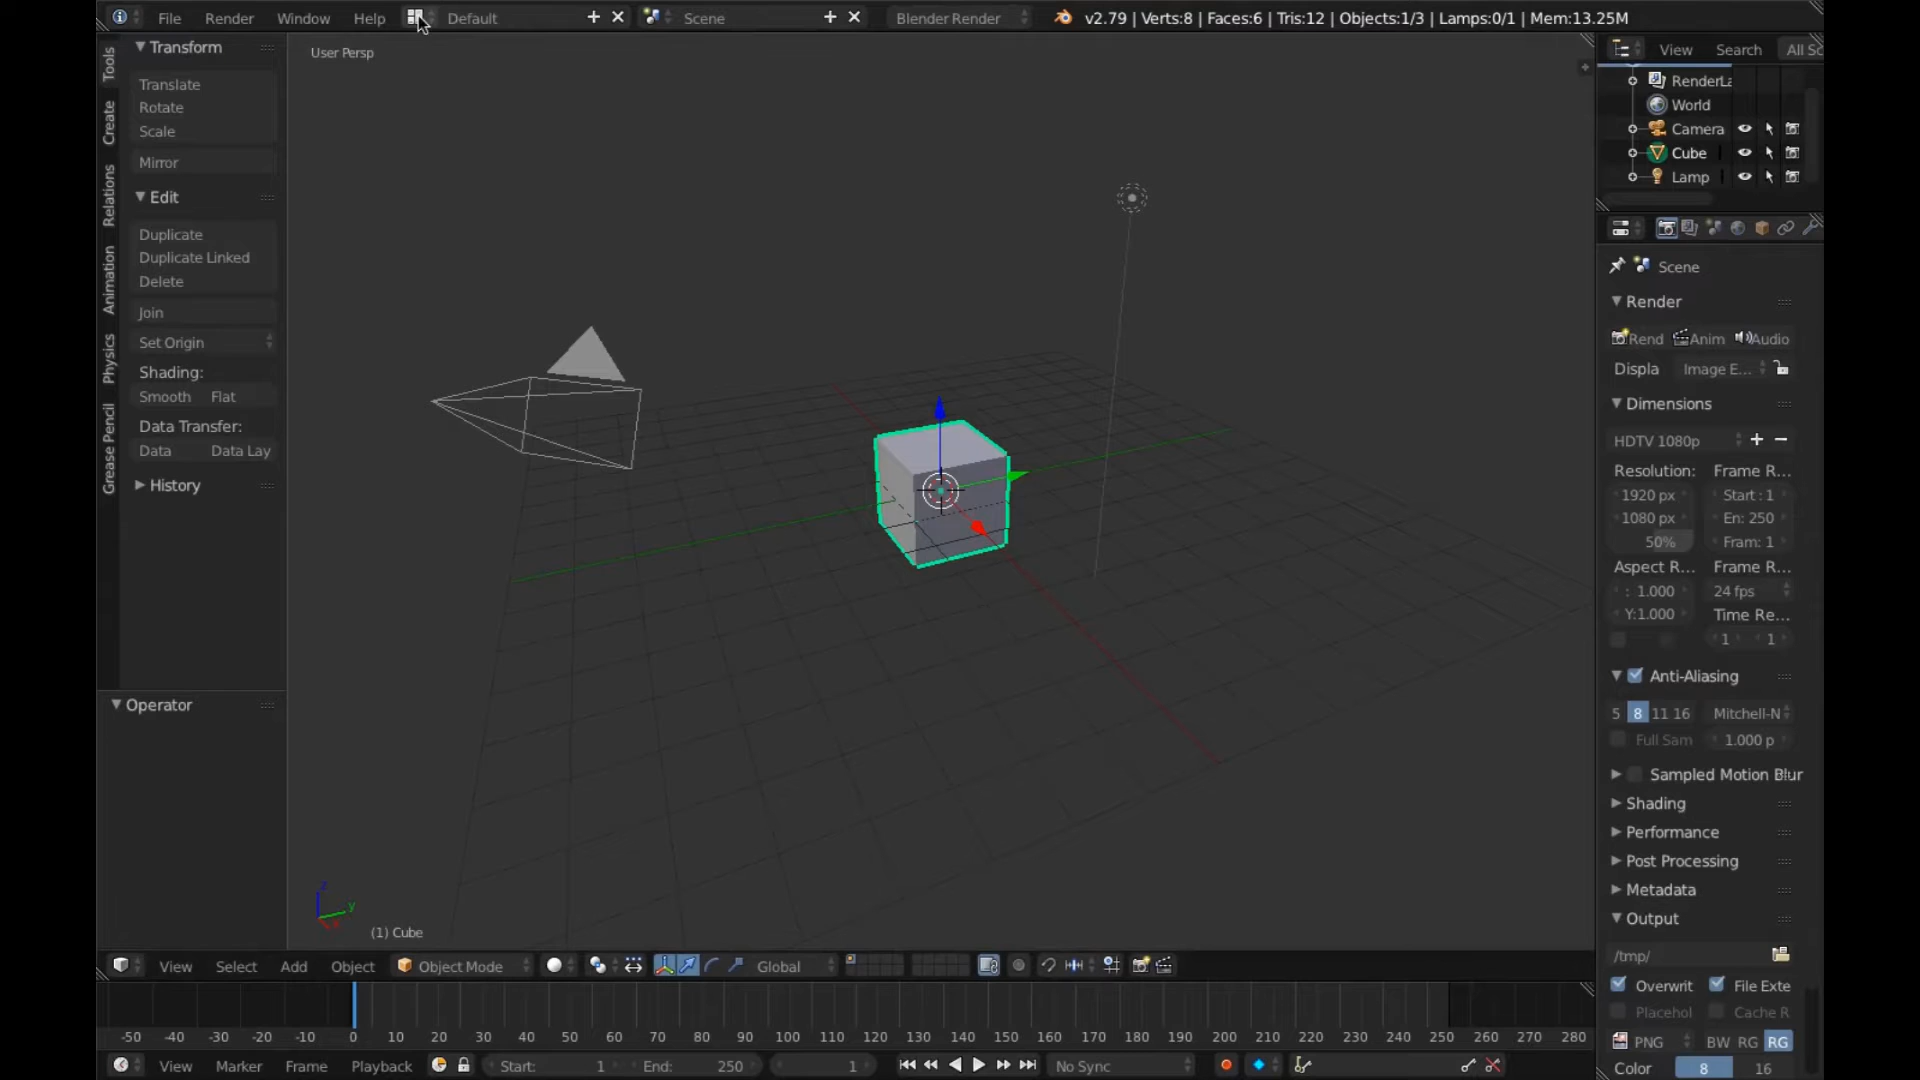 File Render Window Help Default Scene Blender Render v2.79 | Verts:8 | Faces:6 | Tris:12 | Objects:1/3 | Lamps:0/1 | Mem:13.25M
Tools
Create
Relations
Animation
Physics
Grease Pencil
Transform
Translate
Rotate
Scale
Mirror
Edit
Duplicate
Duplicate Linked
Delete
Join
Set Origin
Shading:
Smooth Flat
Data Transfer:
Data Data Lay
History
Operator
User Persp
z
y
x
(1) Cube
View Search All Sc
RenderLa
World
Camera
Cube
Lamp
Scene
Render
Rend Anim Audio
Displa Image E...
Dimensions
HDTV 1080p
Resolution: Frame R...
1920 px Start : 1
1080 px En: 250
50% Fram: 1
Aspect R... Frame R...
: 1.000 24 fps
Y:1.000 Time Re...
1 1
Anti-Aliasing
5 8 11 16 Mitchell-N
Full Sam 1.000 p
Sampled Motion Blur
Shading
Performance
Post Processing
Metadata
Output
/tmp/
Overwrit File Exte
Placehol Cache R
PNG BW RG RG
Color 8 16
View Select Add Object Object Mode Global
-50 -40 -30 -20 -10 0 10 20 30 40 50 60 70 80 90 100 110 120 130 140 150 160 170 180 190 200 210 220 230 240 250 260 270 280
View Marker Frame Playback Start: 1 End: 250 1 No Sync